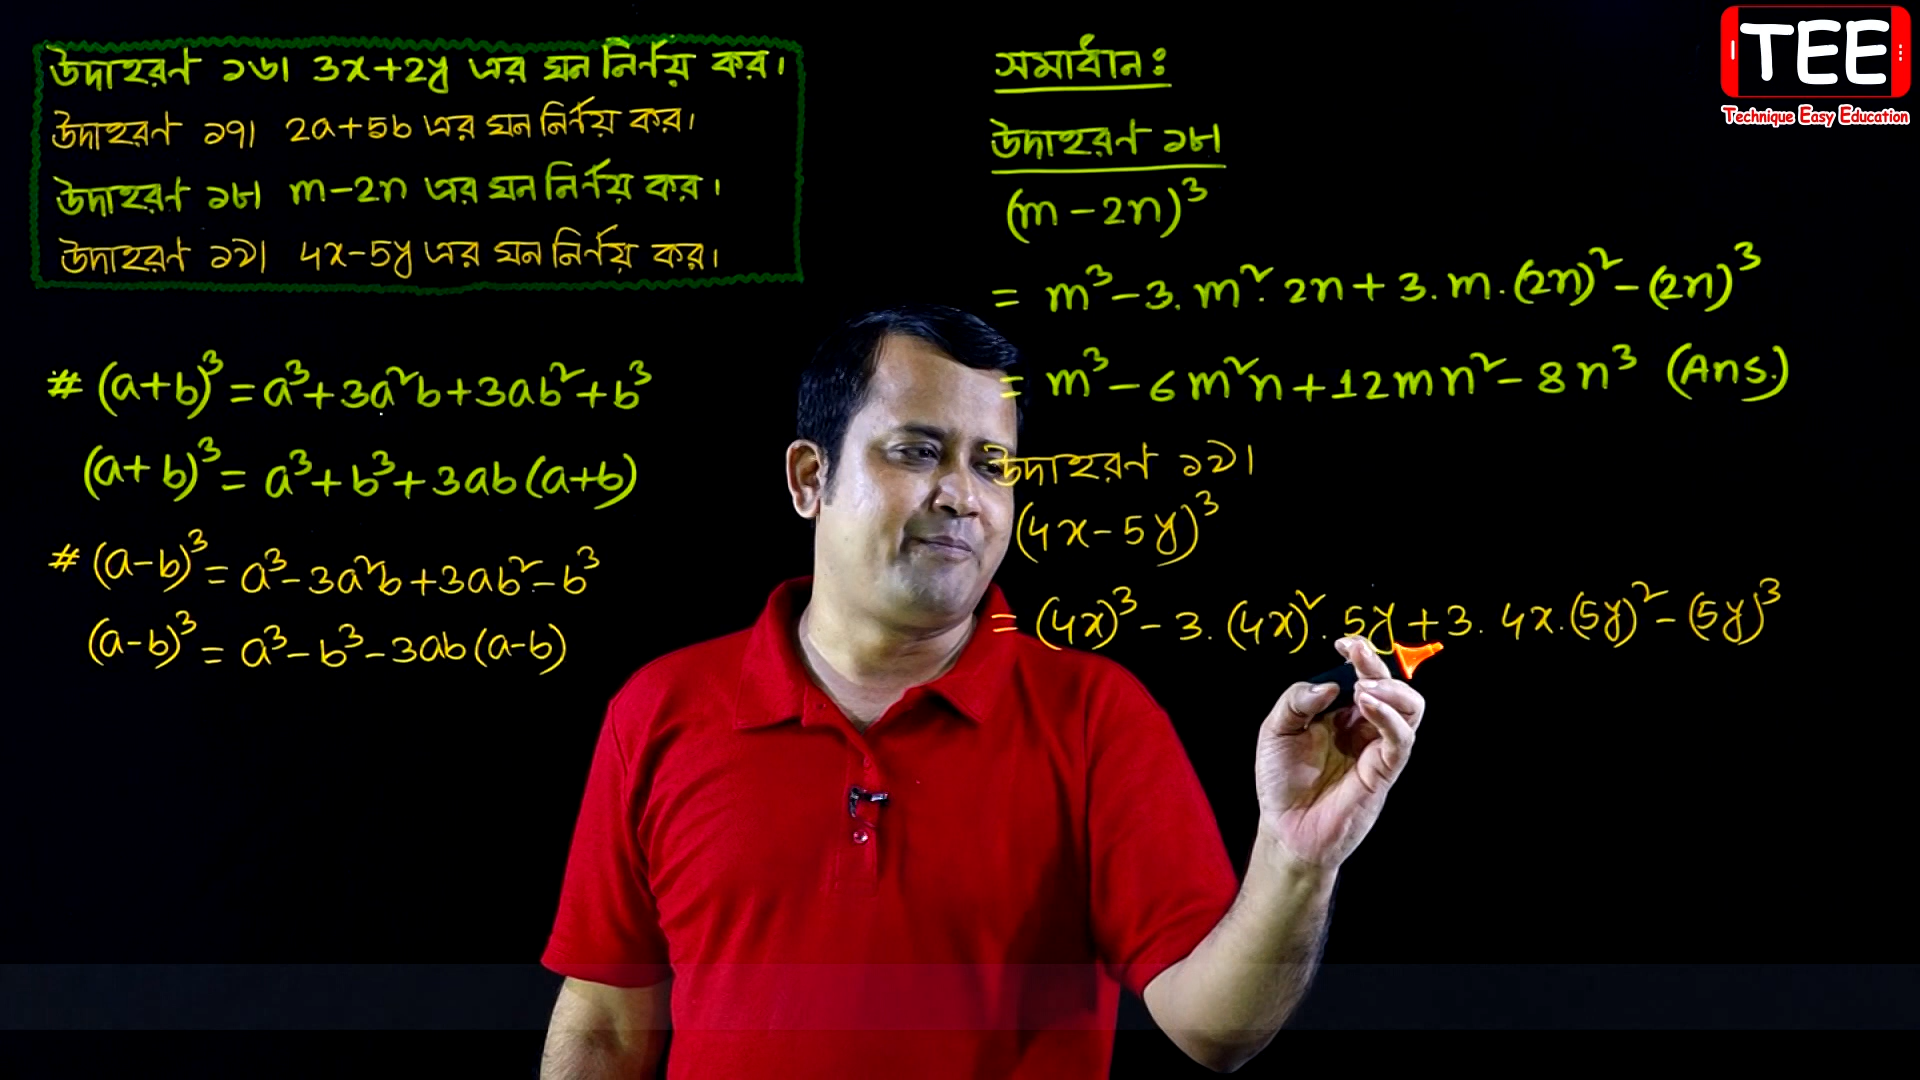 উদাহরণ ১৬। 3x+2y এর ঘন নির্ণয় কর।
উদাহরণ ১৭। 2a+5b এর ঘন নির্ণয় কর।
উদাহরণ ১৮। m-2n এর ঘন নির্ণয় কর।
উদাহরণ ১৯। 4x-5y এর ঘন নির্ণয় কর।
# (a+b)³ = a³+3a²b+3ab²+b³
(a+b)³ = a³+b³+3ab(a+b)
# (a-b)³ = a³-3a²b+3ab²-b³
(a-b)³ = a³-b³-3ab(a-b)
সমাধান:
উদাহরণ ১৮।
(m-2n)³
= m³-3.m².2n+3.m.(2n)²-(2n)³
= m³-6m²n+12mn²-8n³ (Ans.)
উদাহরণ ১৯।
(4x-5y)³
= (4x)³-3.(4x)².5y+3.4x.(5y)²-(5y)³
TEE
Technique Easy Education